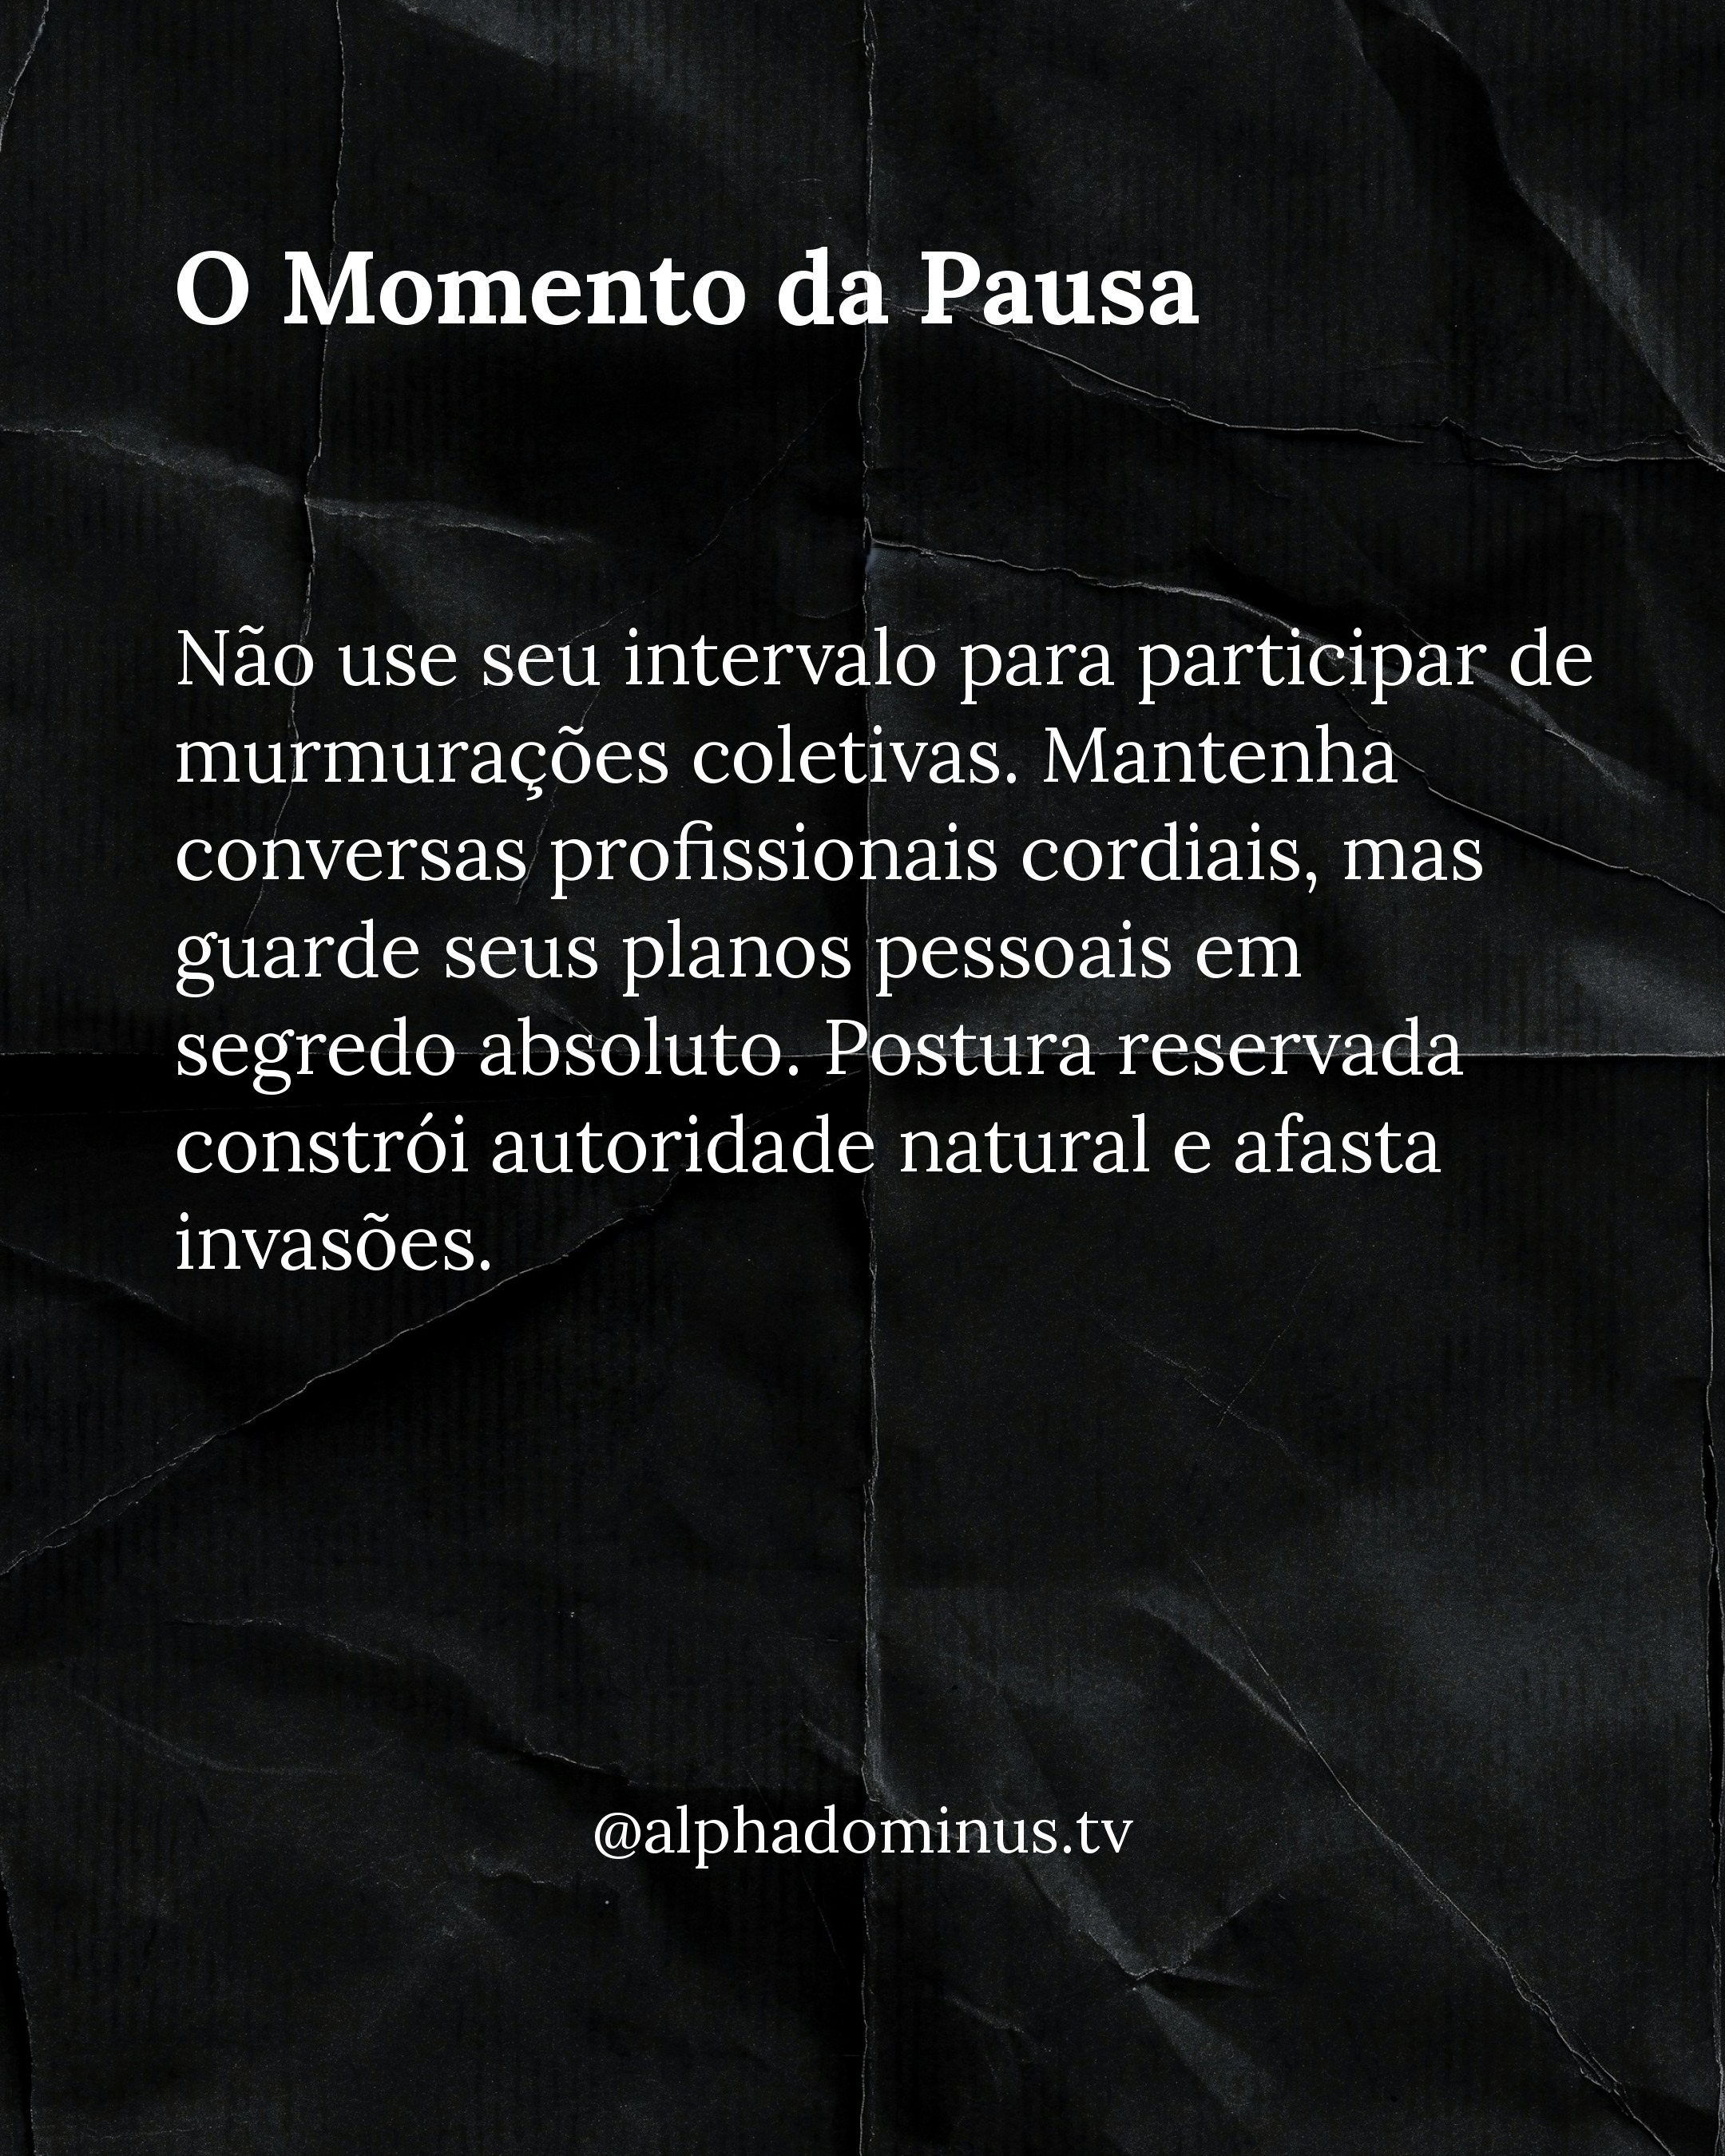 O Momento da Pausa
Não use seu intervalo para participar de
murmurações coletivas. Mantenha
conversas profissionais cordiais, mas
guarde seus planos pessoais em
segredo absoluto. Postura reservada
constrói autoridade natural e afasta
invasões.
@alphadominus.tv